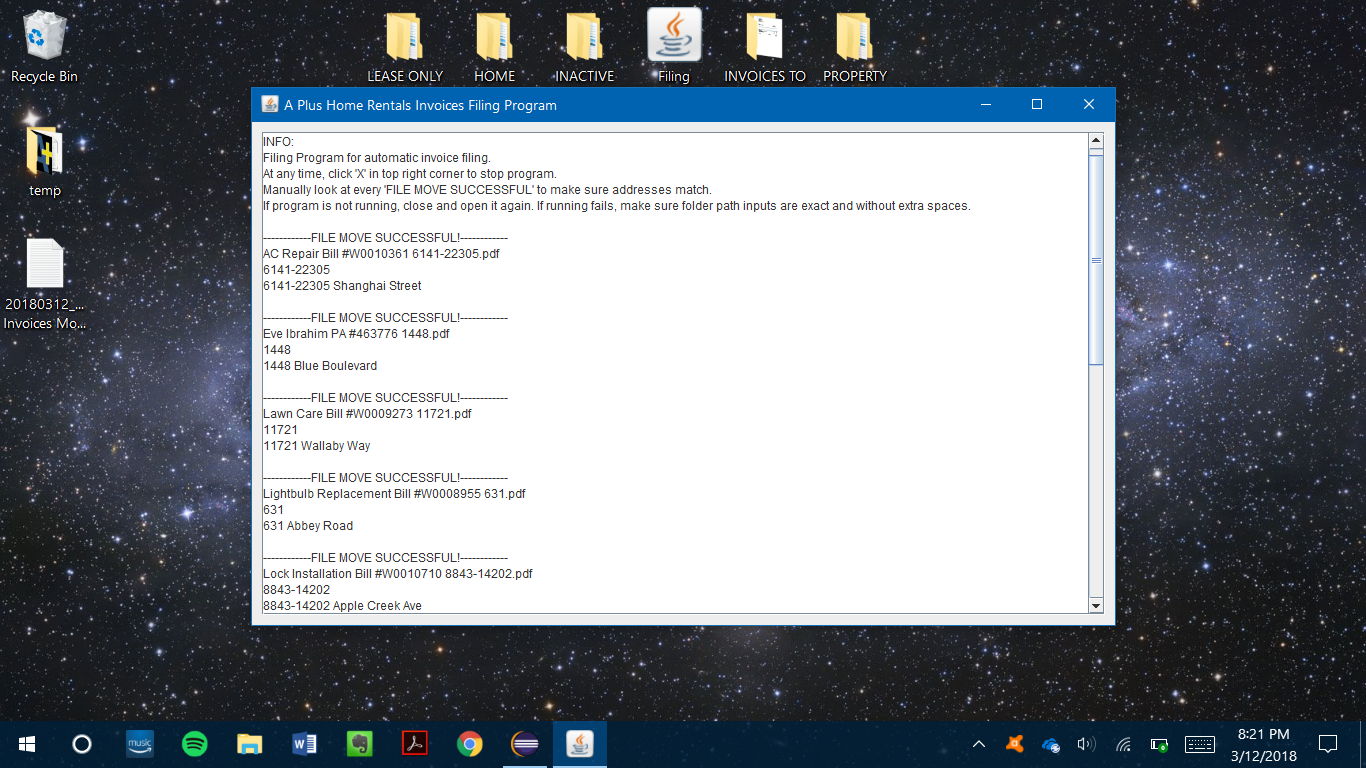 Recycle Bin
LEASE ONLY
HOME
INACTIVE
Filing
INVOICES TO
PROPERTY
temp
20180312_...
Invoices Mo...
A Plus Home Rentals Invoices Filing Program
INFO:
Filing Program for automatic invoice filing.
At any time, click 'X' in top right corner to stop program.
Manually look at every 'FILE MOVE SUCCESSFUL' to make sure addresses match.
If program is not running, close and open it again. If running fails, make sure folder path inputs are exact and without extra spaces.
------------FILE MOVE SUCCESSFUL!------------
AC Repair Bill #W0010361 6141-22305.pdf
6141-22305
6141-22305 Shanghai Street
------------FILE MOVE SUCCESSFUL!------------
Eve Ibrahim PA #463776 1448.pdf
1448
1448 Blue Boulevard
------------FILE MOVE SUCCESSFUL!------------
Lawn Care Bill #W0009273 11721.pdf
11721
11721 Wallaby Way
------------FILE MOVE SUCCESSFUL!------------
Lightbulb Replacement Bill #W0008955 631.pdf
631
631 Abbey Road
------------FILE MOVE SUCCESSFUL!------------
Lock Installation Bill #W0010710 8843-14202.pdf
8843-14202
8843-14202 Apple Creek Ave
music
8:21 PM
3/12/2018